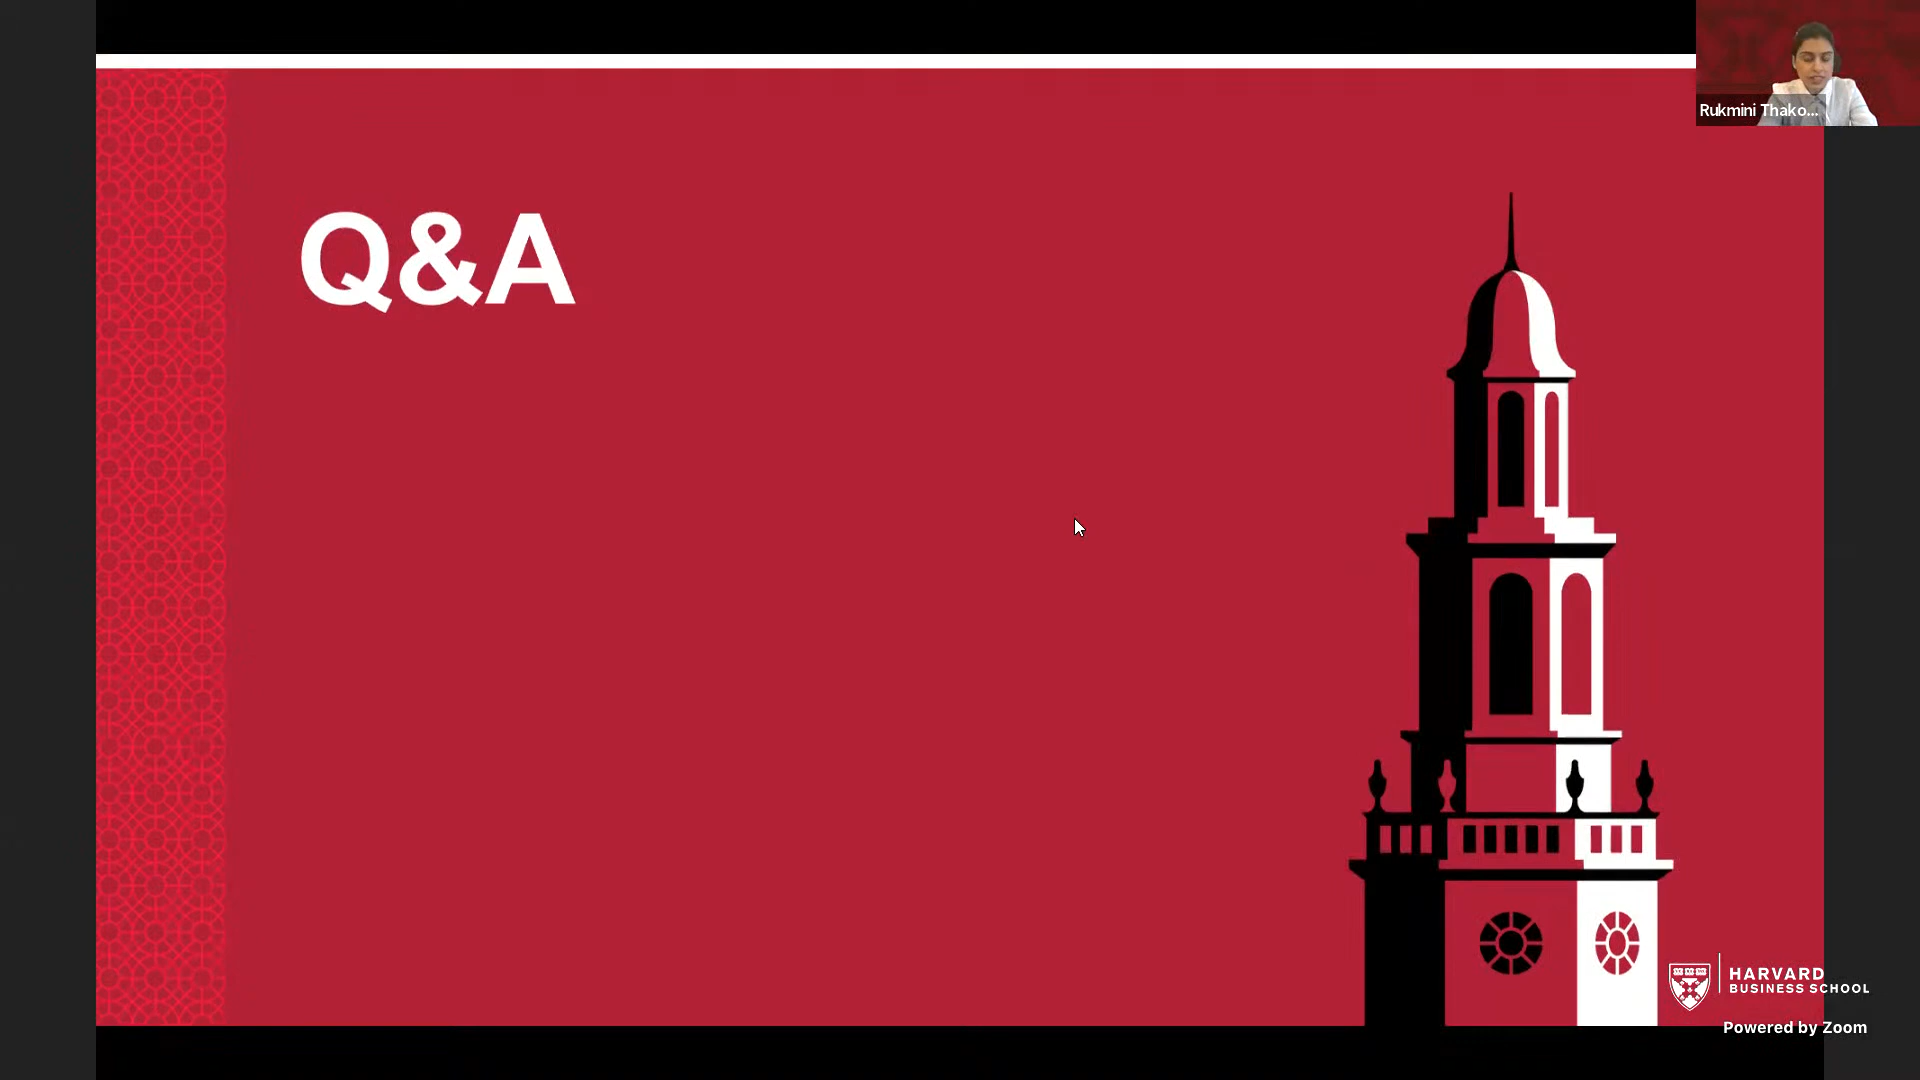 Rukmini Thako...
Q&A
HARVARD
BUSINESS SCHOOL
Powered by Zoom